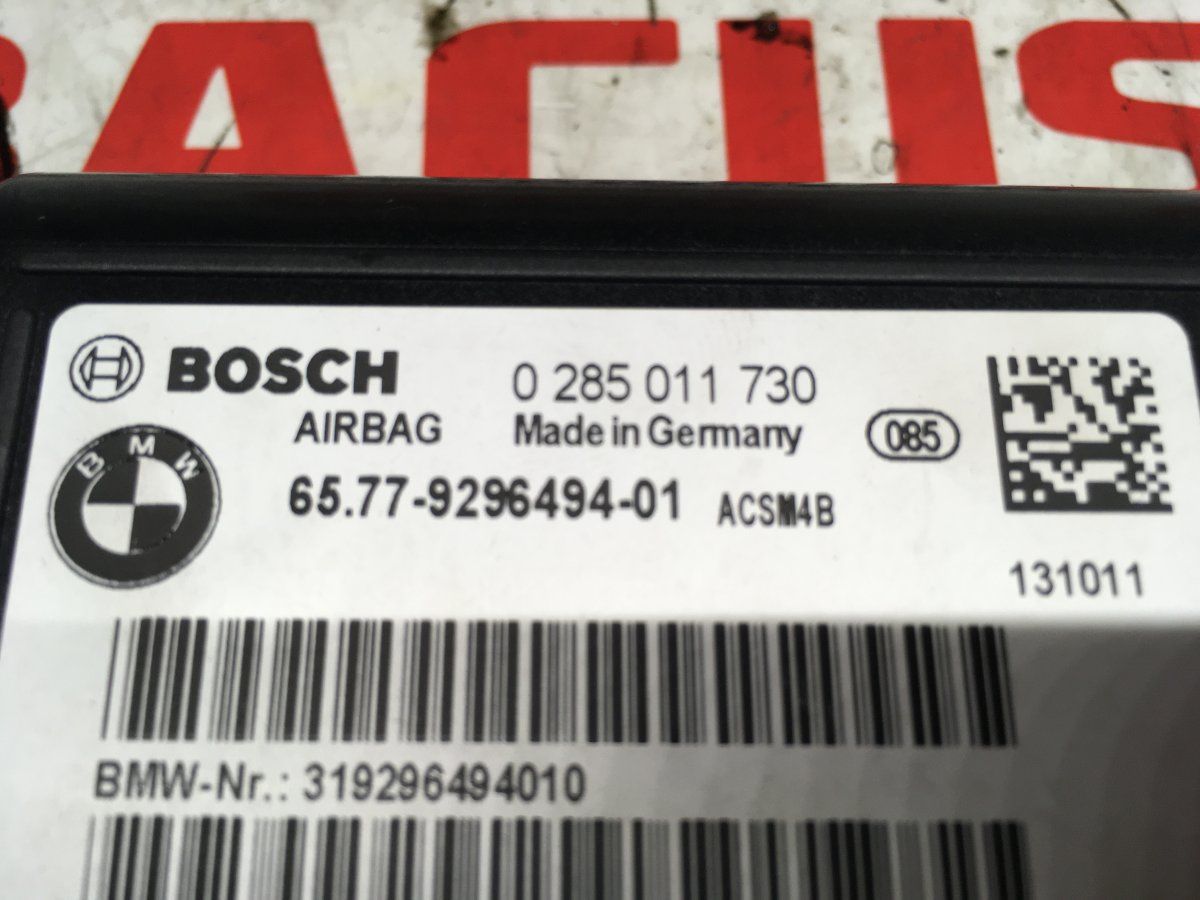 RACUS
BOSCH 0 285 011 730
AIRBAG Made in Germany 085
BMW
65.77-9296494-01 ACSM4B
131011
BMW-Nr.: 319296494010